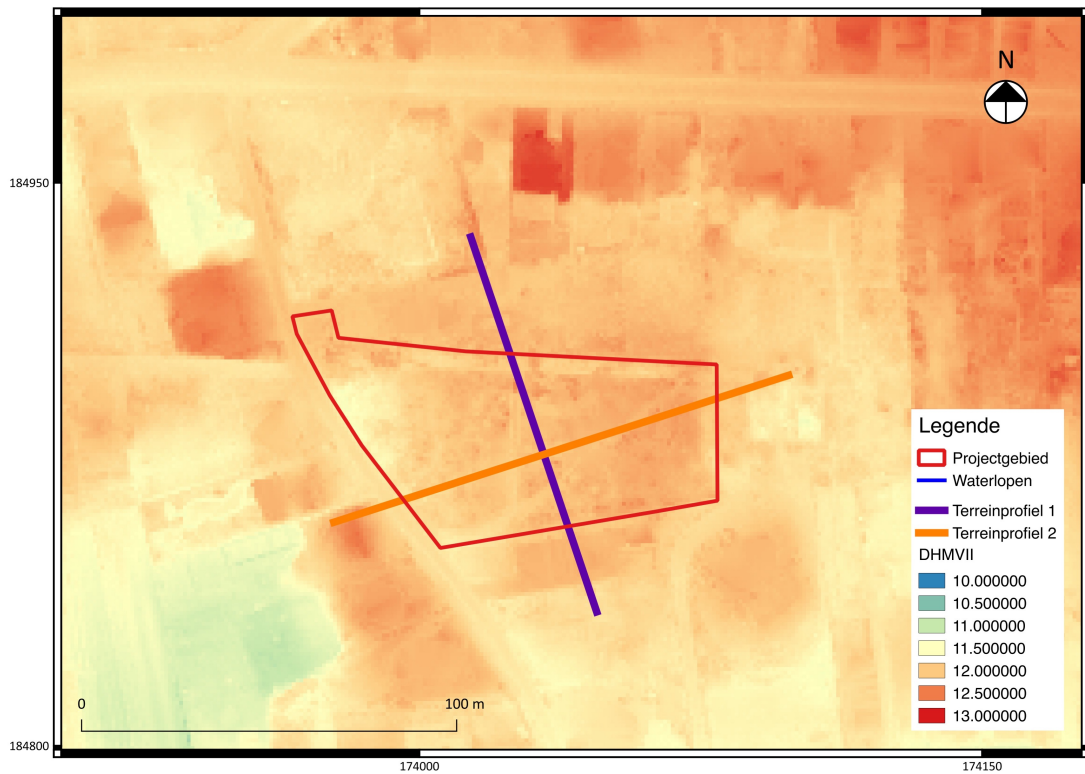 N
184950
Legende
Projectgebied
Waterlopen
Terreinprofiel 1
Terreinprofiel 2
DHMVII
10.000000
10.500000
11.000000
11.500000
12.000000
12.500000
13.000000
0 100 m
184800
174000 174150